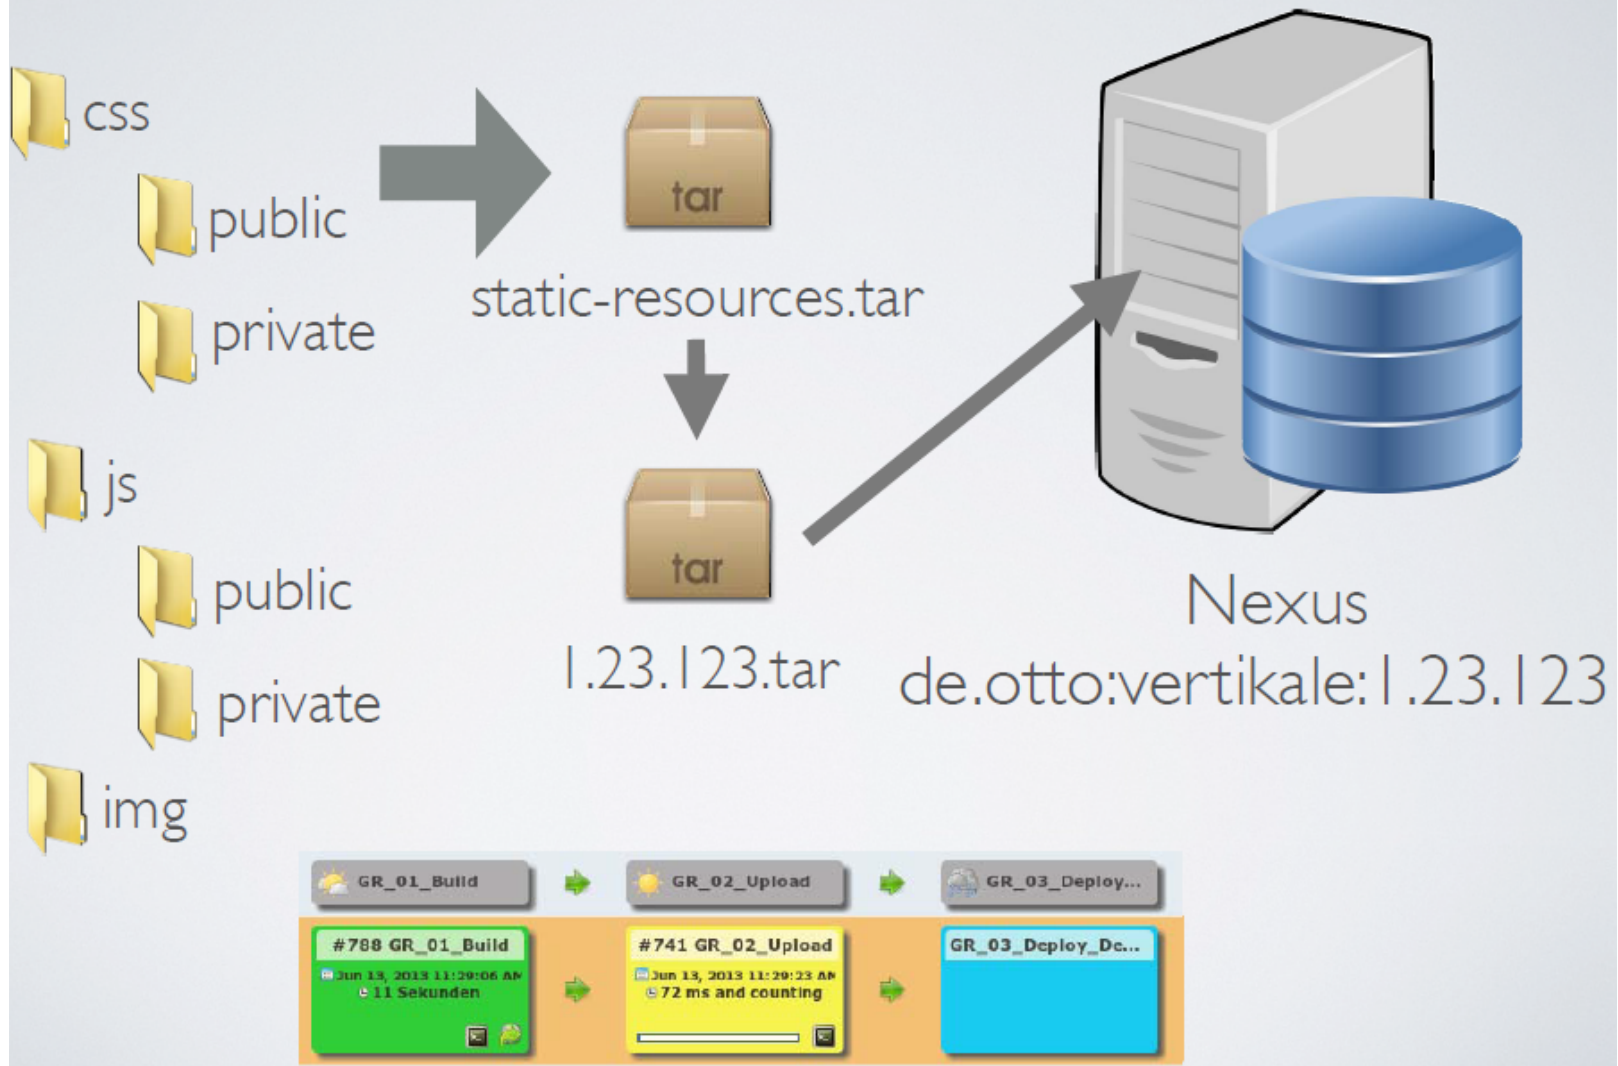 css
public
private
js
public
private
img
tar
static-resources.tar
tar
1.23.123.tar
Nexus
de.otto:vertikale:1.23.123
GR_01_Build
GR_02_Upload
GR_03_Deploy...
#788 GR_01_Build
Jun 13, 2013 11:29:06 AM
11 Sekunden
#741 GR_02_Upload
Jun 13, 2013 11:29:23 AM
72 ms and counting
GR_03_Deploy_De...